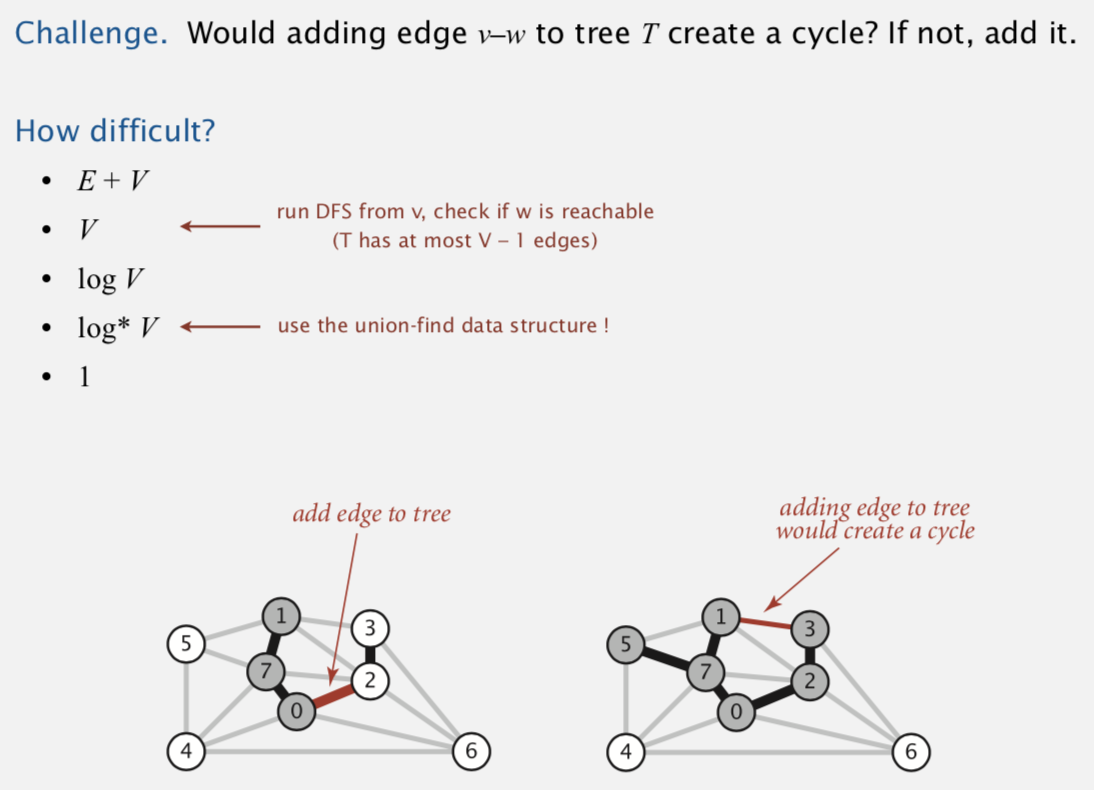 Challenge. Would adding edge v–w to tree T create a cycle? If not, add it.
How difficult?
• E + V
• V
run DFS from v, check if w is reachable
(T has at most V – 1 edges)
• log V
• log* V
use the union-find data structure !
• 1
add edge to tree
adding edge to tree
would create a cycle
1
3
5
7
2
0
4
6
1
3
5
7
2
0
4
6